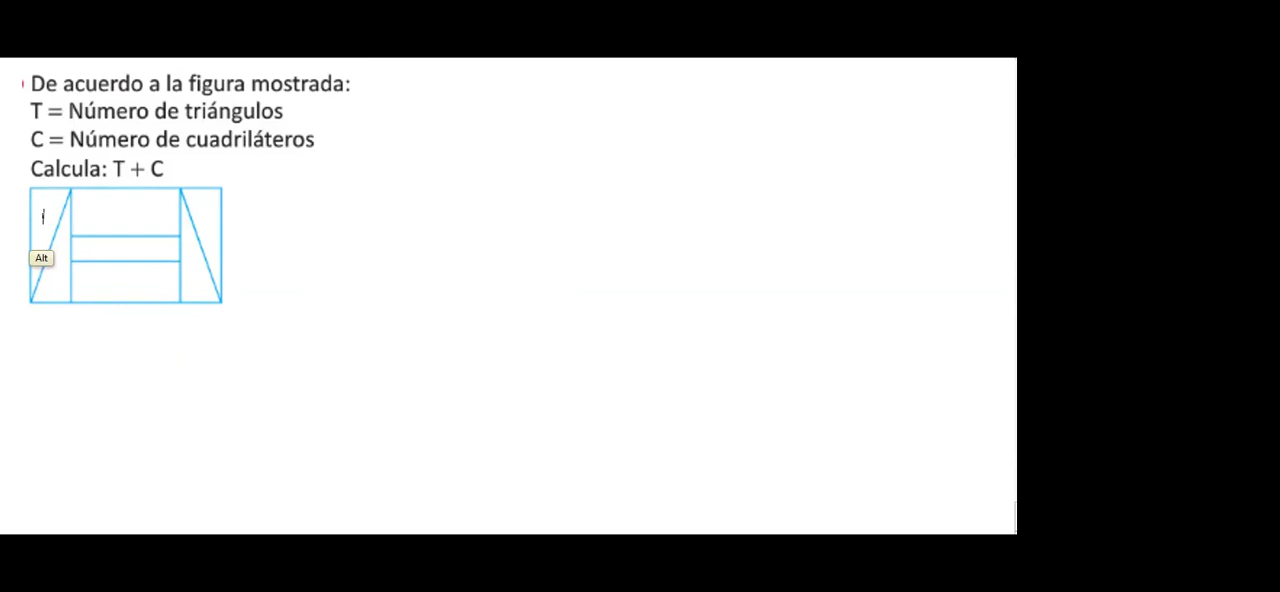 De acuerdo a la figura mostrada:
T = Número de triángulos
C = Número de cuadriláteros
Calcula: T + C
Alt